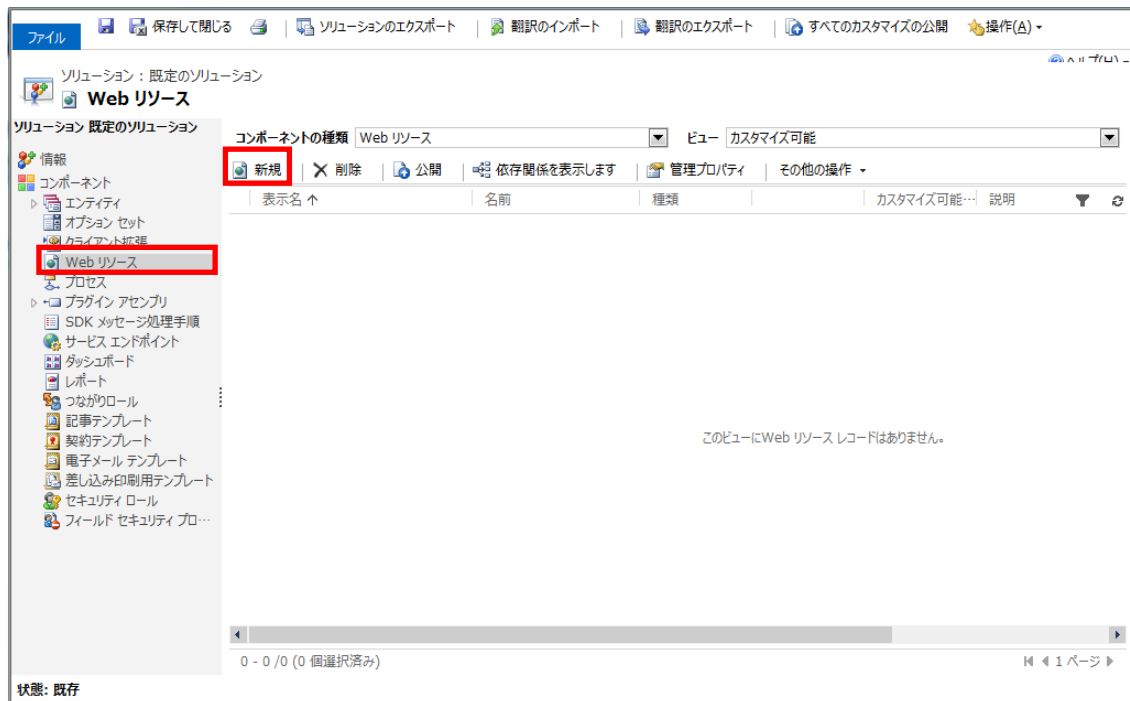 ファイル 保存して閉じる ソリューションのエクスポート 翻訳のインポート 翻訳のエクスポート すべてのカスタマイズの公開 操作(A)
ヘルプ(H)
ソリューション : 既定のソリューション
Web リソース
ソリューション 既定のソリューション
情報
コンポーネント
エンティティ
オプション セット
クライアント拡張
Web リソース
プロセス
プラグイン アセンブリ
SDK メッセージ処理手順
サービス エンドポイント
ダッシュボード
レポート
つながりロール
記事テンプレート
契約テンプレート
電子メール テンプレート
差し込み印刷用テンプレート
セキュリティ ロール
フィールド セキュリティ プロ…
コンポーネントの種類 Web リソース ビュー カスタマイズ可能
新規 削除 公開 依存関係を表示します 管理プロパティ その他の操作
表示名 ↑ 名前 種類 カスタマイズ可能… 説明
このビューにWeb リソース レコードはありません。
0 - 0 /0 (0 個選択済み) 1 ページ
状態: 既存